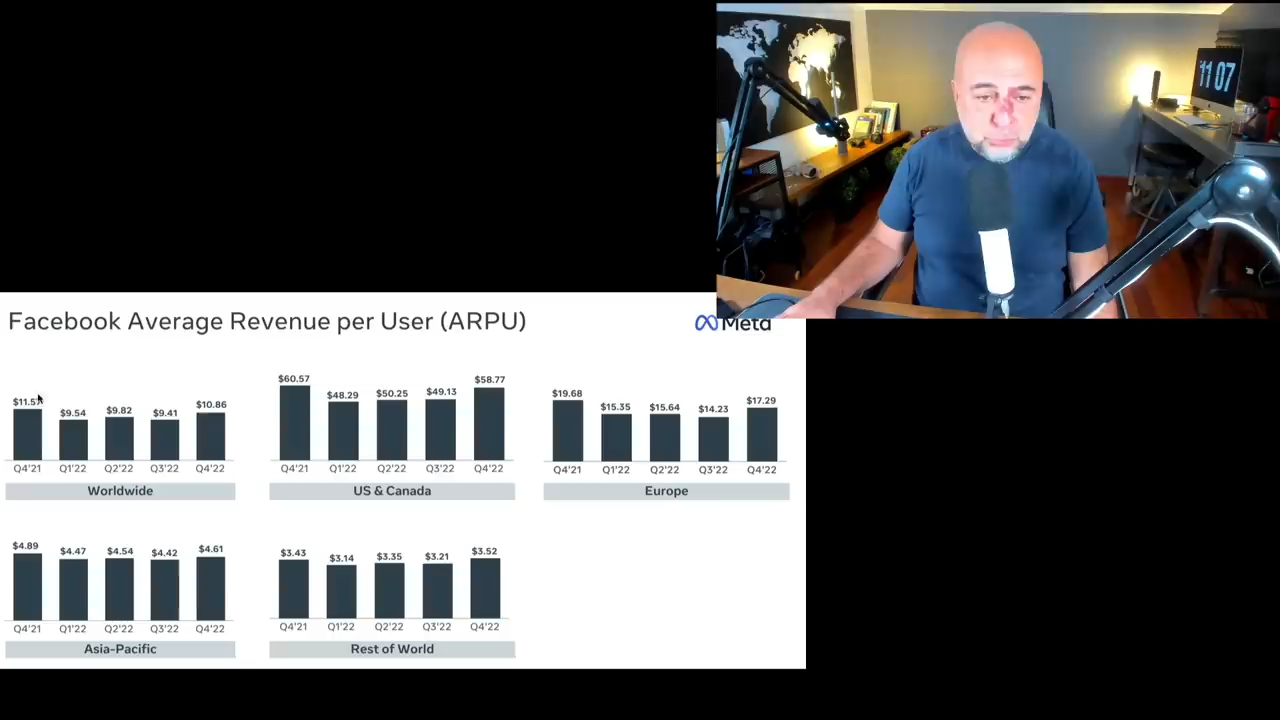 11 07
Facebook Average Revenue per User (ARPU)
Meta
$9.54
$9.82
$9.41
$10.86
Q4'21
Q1'22
Q2'22
Q3'22
Q4'22
Worldwide
$60.57
$48.29
$50.25
$49.13
$58.77
Q4'21
Q1'22
Q2'22
Q3'22
Q4'22
US & Canada
$19.68
$15.35
$15.64
$14.23
$17.29
Q4'21
Q1'22
Q2'22
Q3'22
Q4'22
Europe
$4.89
$4.47
$4.54
$4.42
$4.61
Q4'21
Q1'22
Q2'22
Q3'22
Q4'22
Asia-Pacific
$3.43
$3.14
$3.35
$3.21
$3.52
Q4'21
Q1'22
Q2'22
Q3'22
Q4'22
Rest of World